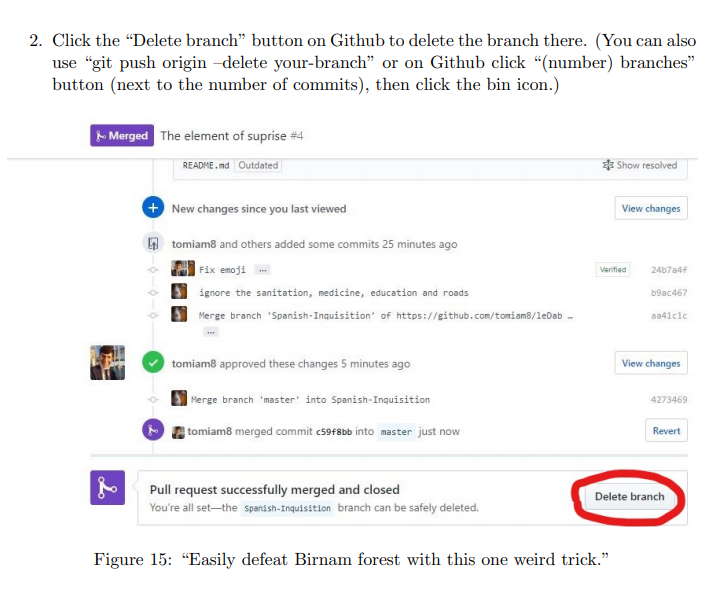 2. Click the “Delete branch” button on Github to delete the branch there. (You can also
use “git push origin –delete your-branch” or on Github click “(number) branches”
button (next to the number of commits), then click the bin icon.)
Merged The element of suprise #4
README.md Outdated Show resolved
New changes since you last viewed View changes
tomiam8 and others added some commits 25 minutes ago
Fix emoji … Verified 24b7a4f
ignore the sanitation, medicine, education and roads b9ac467
Merge branch 'Spanish-Inquisition' of https://github.com/tomiam8/leDab … aa41c1c
…
tomiam8 approved these changes 5 minutes ago View changes
Merge branch 'master' into Spanish-Inquisition 4273469
tomiam8 merged commit c59f8bb into master just now Revert
Pull request successfully merged and closed
You're all set—the Spanish-Inquisition branch can be safely deleted. Delete branch
Figure 15: “Easily defeat Birnam forest with this one weird trick.”